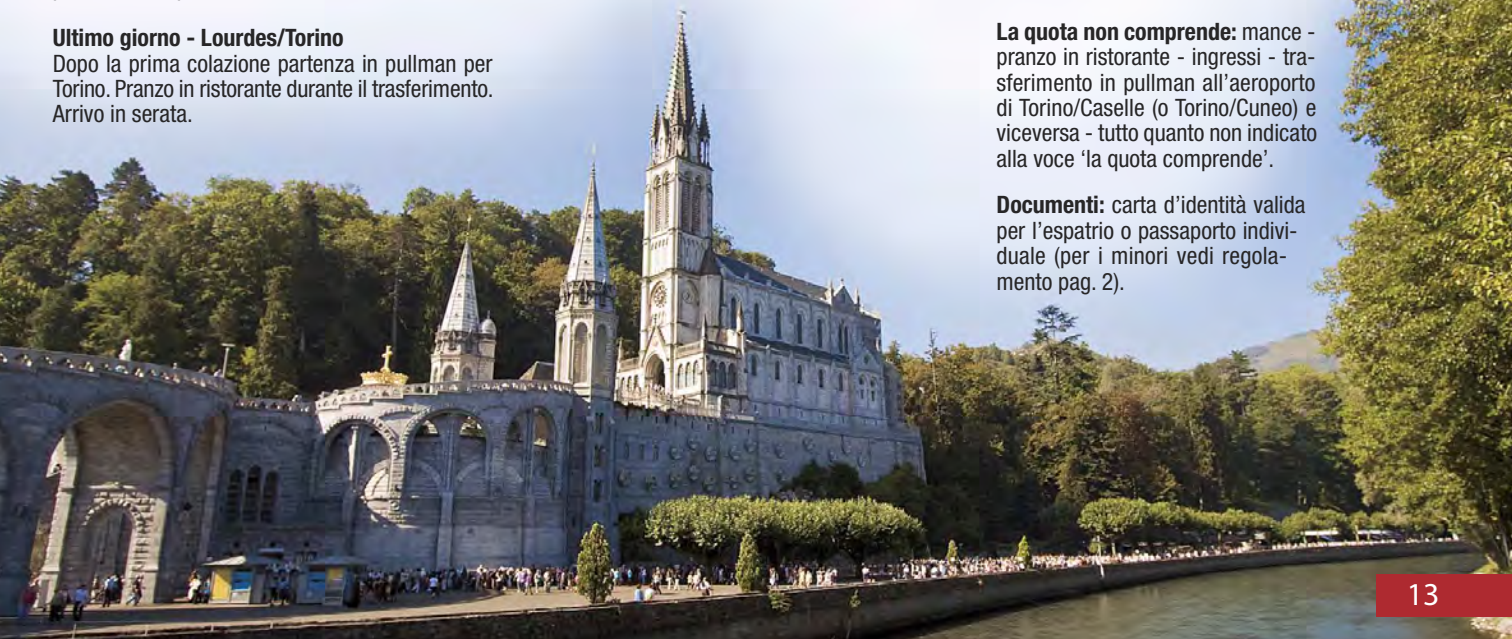 Ultimo giorno - Lourdes/Torino
Dopo la prima colazione partenza in pullman per
Torino. Pranzo in ristorante durante il trasferimento.
Arrivo in serata.
La quota non comprende: mance -
pranzo in ristorante - ingressi - tra-
sferimento in pullman all'aeroporto
di Torino/Caselle (o Torino/Cuneo) e
viceversa - tutto quanto non indicato
alla voce ‘la quota comprende’.
Documenti: carta d'identità valida
per l'espatrio o passaporto indivi-
duale (per i minori vedi regola-
mento pag. 2).
13